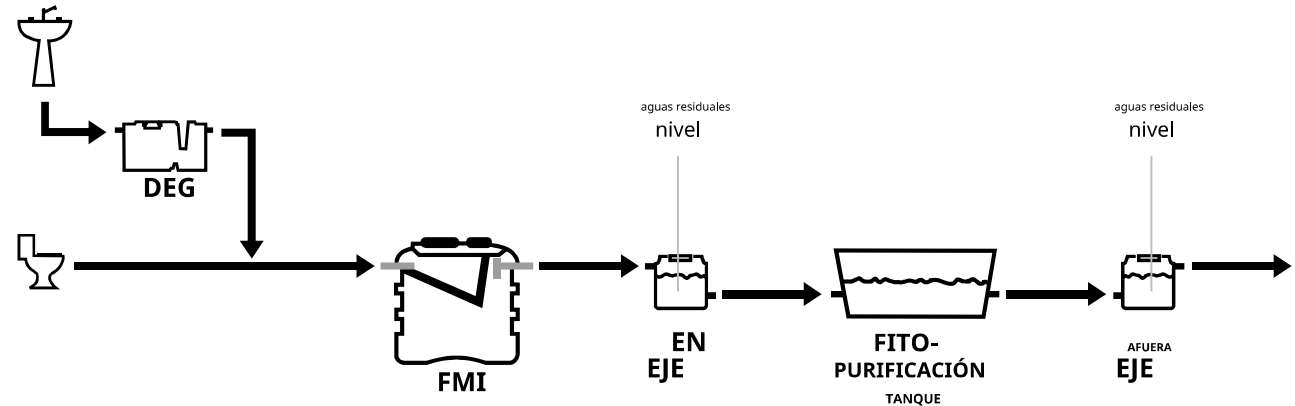 aguas residuales
nivel
aguas residuales
nivel
DEG
FMI
EN
EJE
FITO-
PURIFICACIÓN
TANQUE
AFUERA
EJE